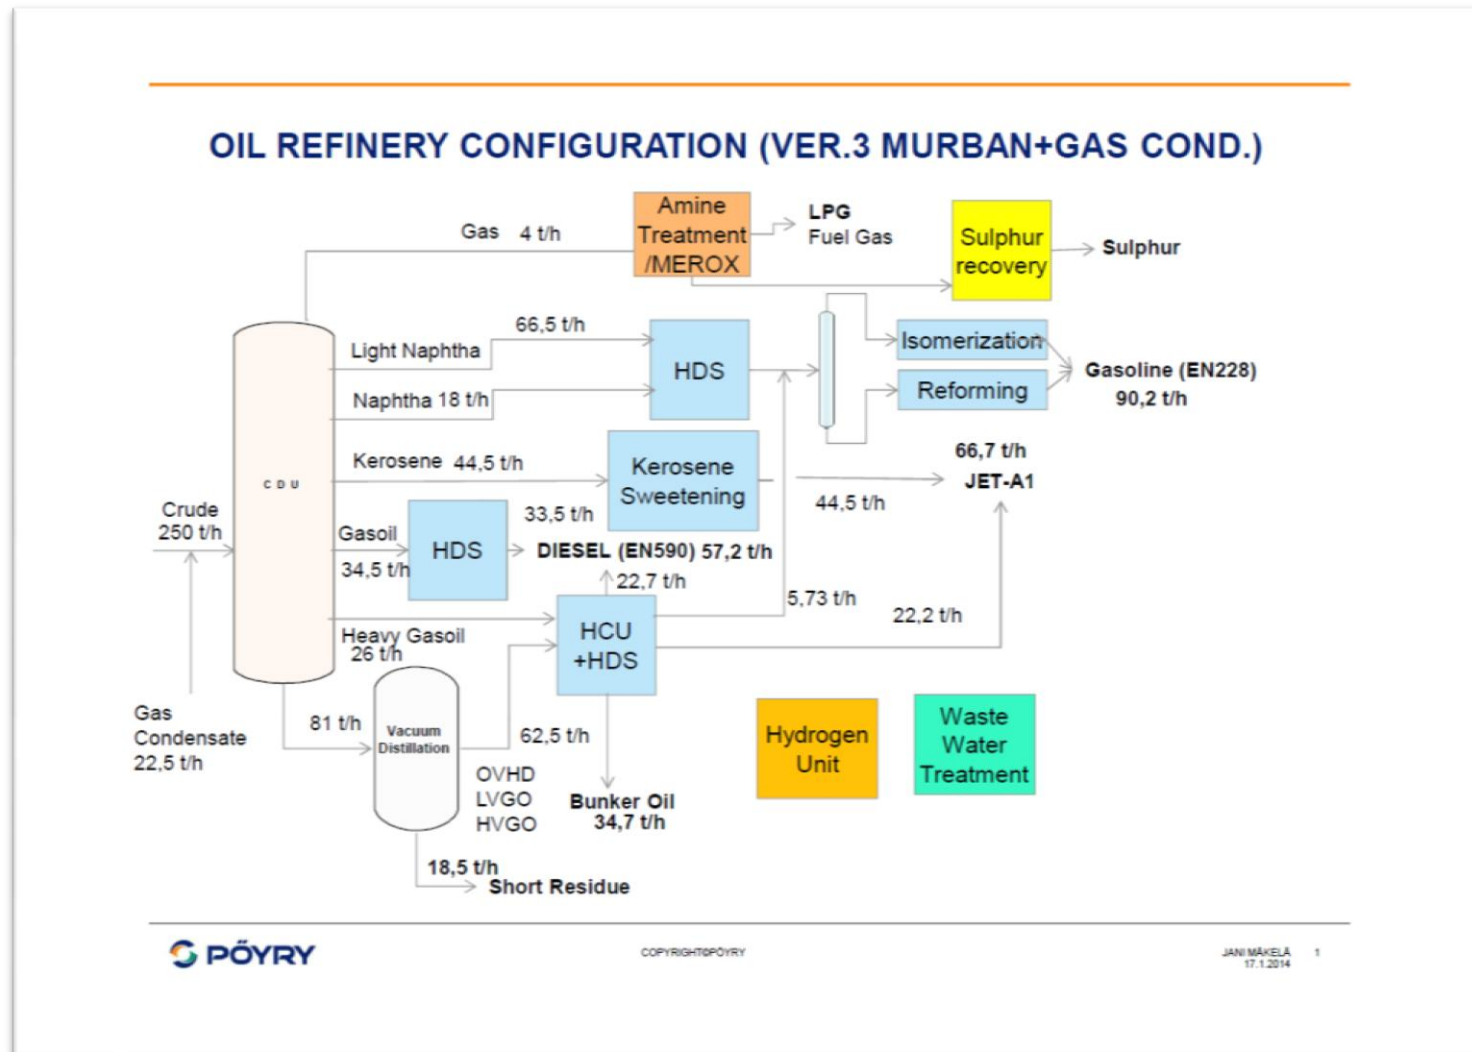 OIL REFINERY CONFIGURATION (VER.3 MURBAN+GAS COND.)
Amine
Treatment
/MEROX
Gas 4 t/h
LPG
Fuel Gas
Sulphur
recovery
Sulphur
66,5 t/h
Light Naphtha
HDS
Isomerization
Gasoline (EN228)
90,2 t/h
Naphtha 18 t/h
Reforming
Kerosene 44,5 t/h
Kerosene
Sweetening
66,7 t/h
JET-A1
44,5 t/h
C D U
Crude
250 t/h
Gasoil
34,5 t/h
HDS
33,5 t/h
DIESEL (EN590) 57,2 t/h
22,7 t/h
5,73 t/h
22,2 t/h
Heavy Gasoil
26 t/h
HCU
+HDS
Gas
Condensate
22,5 t/h
81 t/h
Vacuum
Distillation
62,5 t/h
OVHD
LVGO
HVGO
Bunker Oil
34,7 t/h
Hydrogen
Unit
Waste
Water
Treatment
18,5 t/h
Short Residue
PÖYRY
COPYRIGHT©PÖYRY
JANI MÄKELÄ 1
17.1.2014